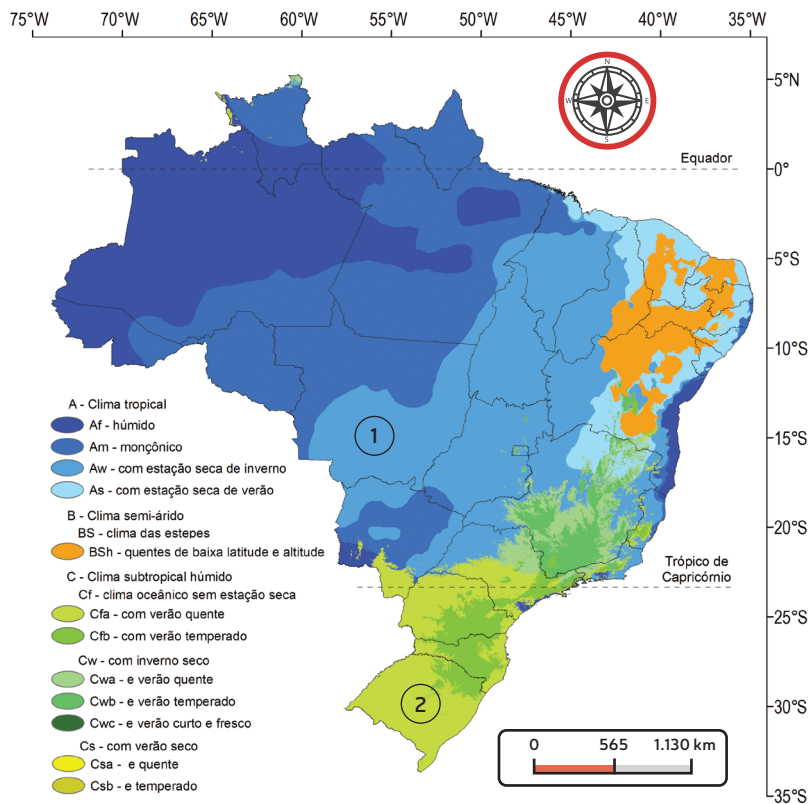 75°W 70°W 60°W 55°W 50°W 45°W 40°W 35°W
N
W E
S
5°N
Equador
0°
5°S
10°S
A - Clima tropical
Af - húmido
Am - monçônico
1
15°S
Aw - com estação seca de inverno
As - com estação seca de verão
B - Clima semi-árido
BS - clima das estepes
20°S
BSh - quentes de baixa latitude e altitude
Trópico de
Capricórnio
C - Clima subtropical húmido
Cf - clima oceânico sem estação seca
25°S
Cfa - com verão quente
Cfb - com verão temperado
Cw - com inverno seco
Cwa - e verão quente
2
30°S
Cwb - e verão temperado
Cwc - e verão curto e fresco
Cs - com verão seco
0 565 1.130 km
Csa - e quente
Csb - e temperado
35°S